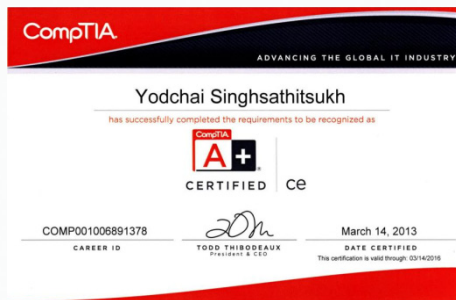 CompTIA.
ADVANCING THE GLOBAL IT INDUSTRY
Yodchai Singhsathitsukh
has successfully completed the requirements to be recognized as
CompTIA.
A+
CERTIFIED ce
COMP001006891378
CAREER ID
TODD THIBODEAUX
President & CEO
March 14, 2013
DATE CERTIFIED
This certification is valid through: 03/14/2016